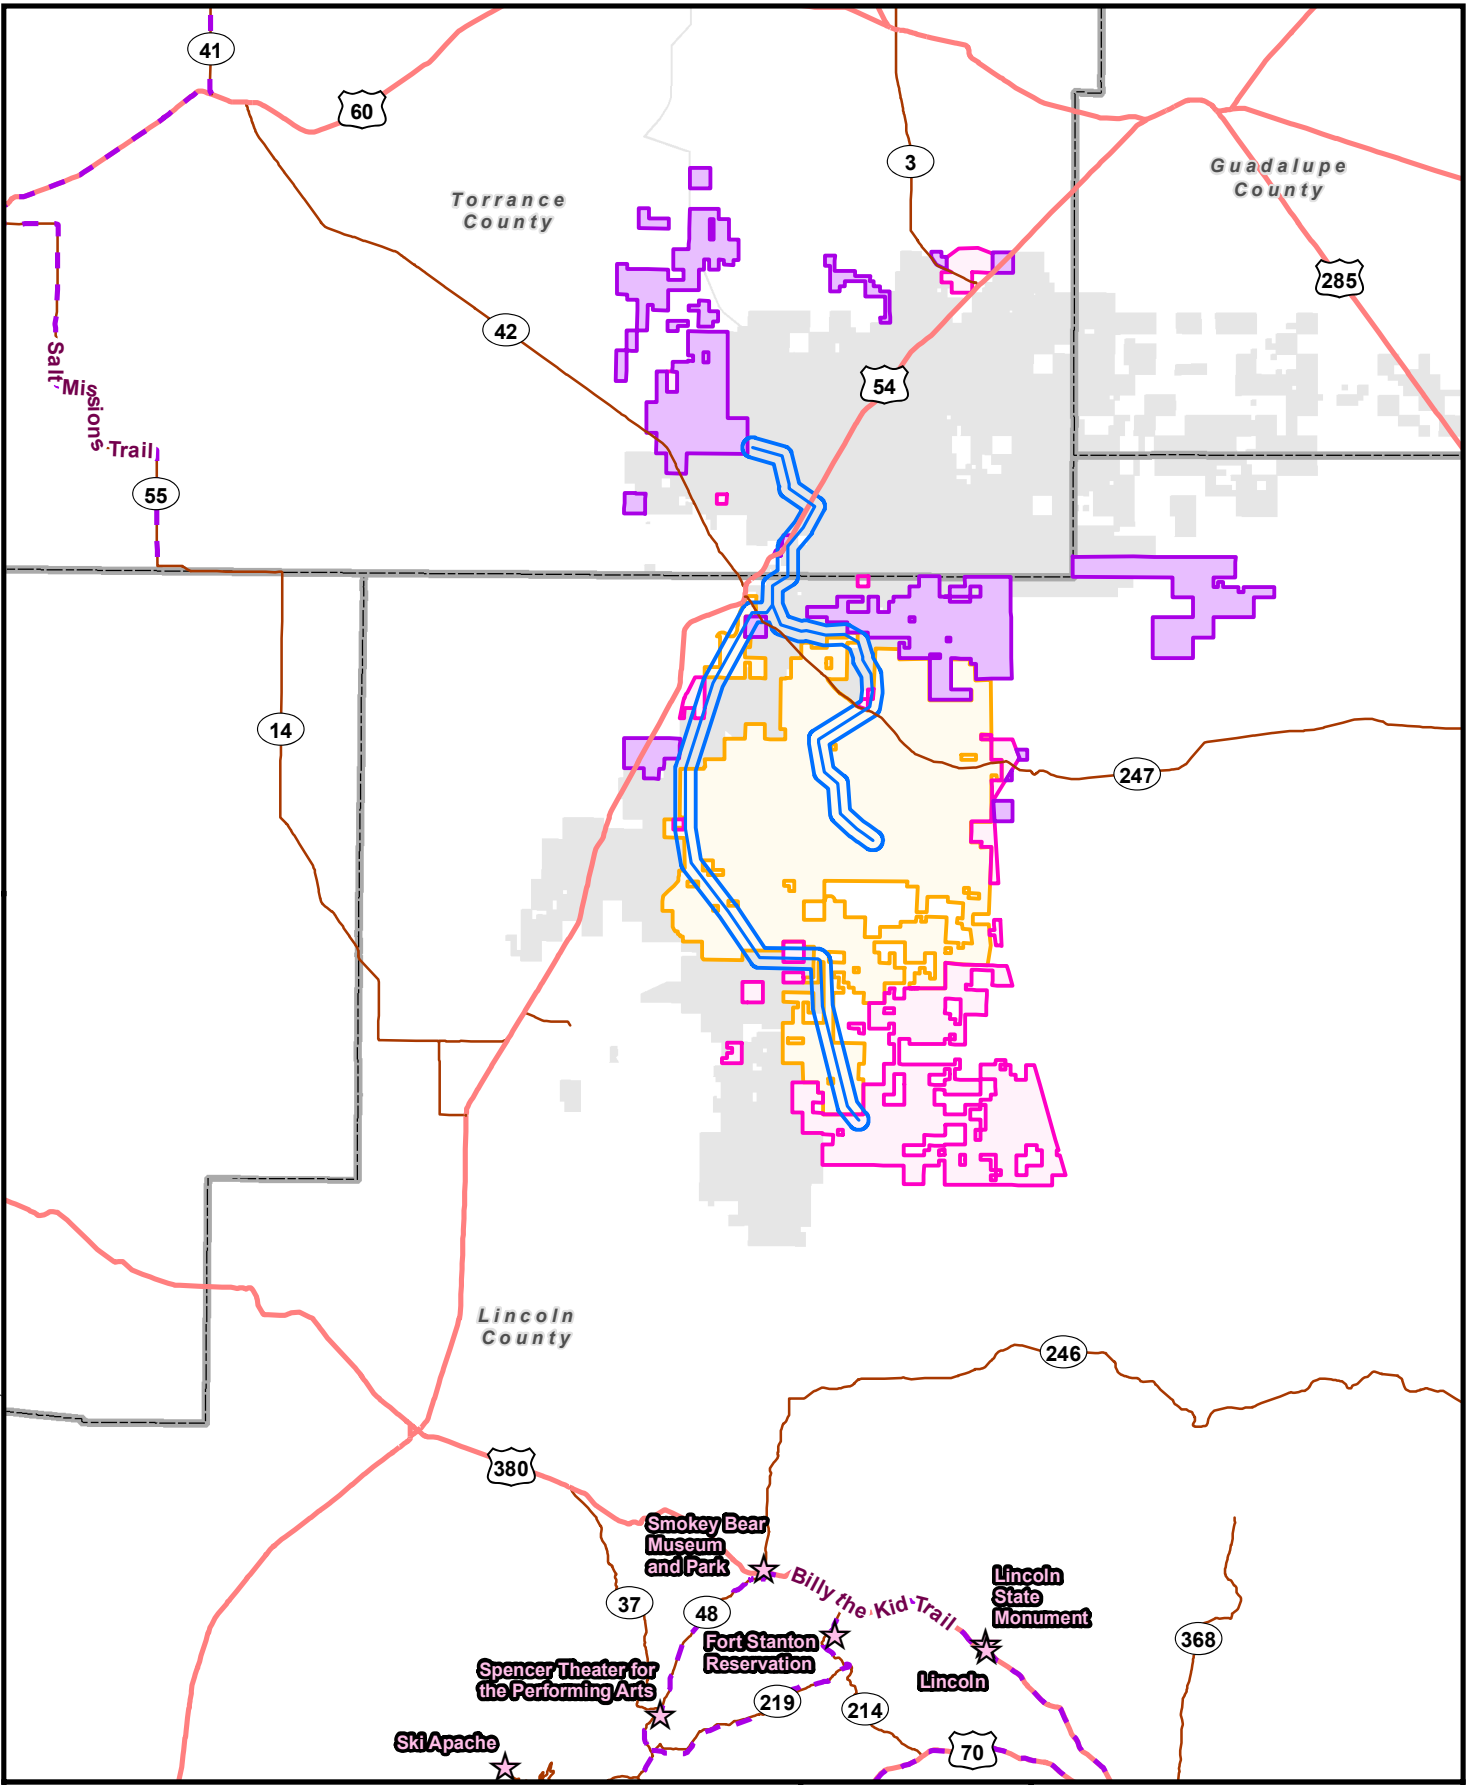 41
60
3
Torrance
County
Guadalupe
County
285
42
54
Salt Missions Trail
55
14
247
Lincoln
County
246
380
Smokey Bear
Museum
and Park
Billy the Kid Trail
Lincoln
State
Monument
37
48
368
Fort Stanton
Reservation
Spencer Theater for
the Performing Arts
Lincoln
219
214
Ski Apache
70